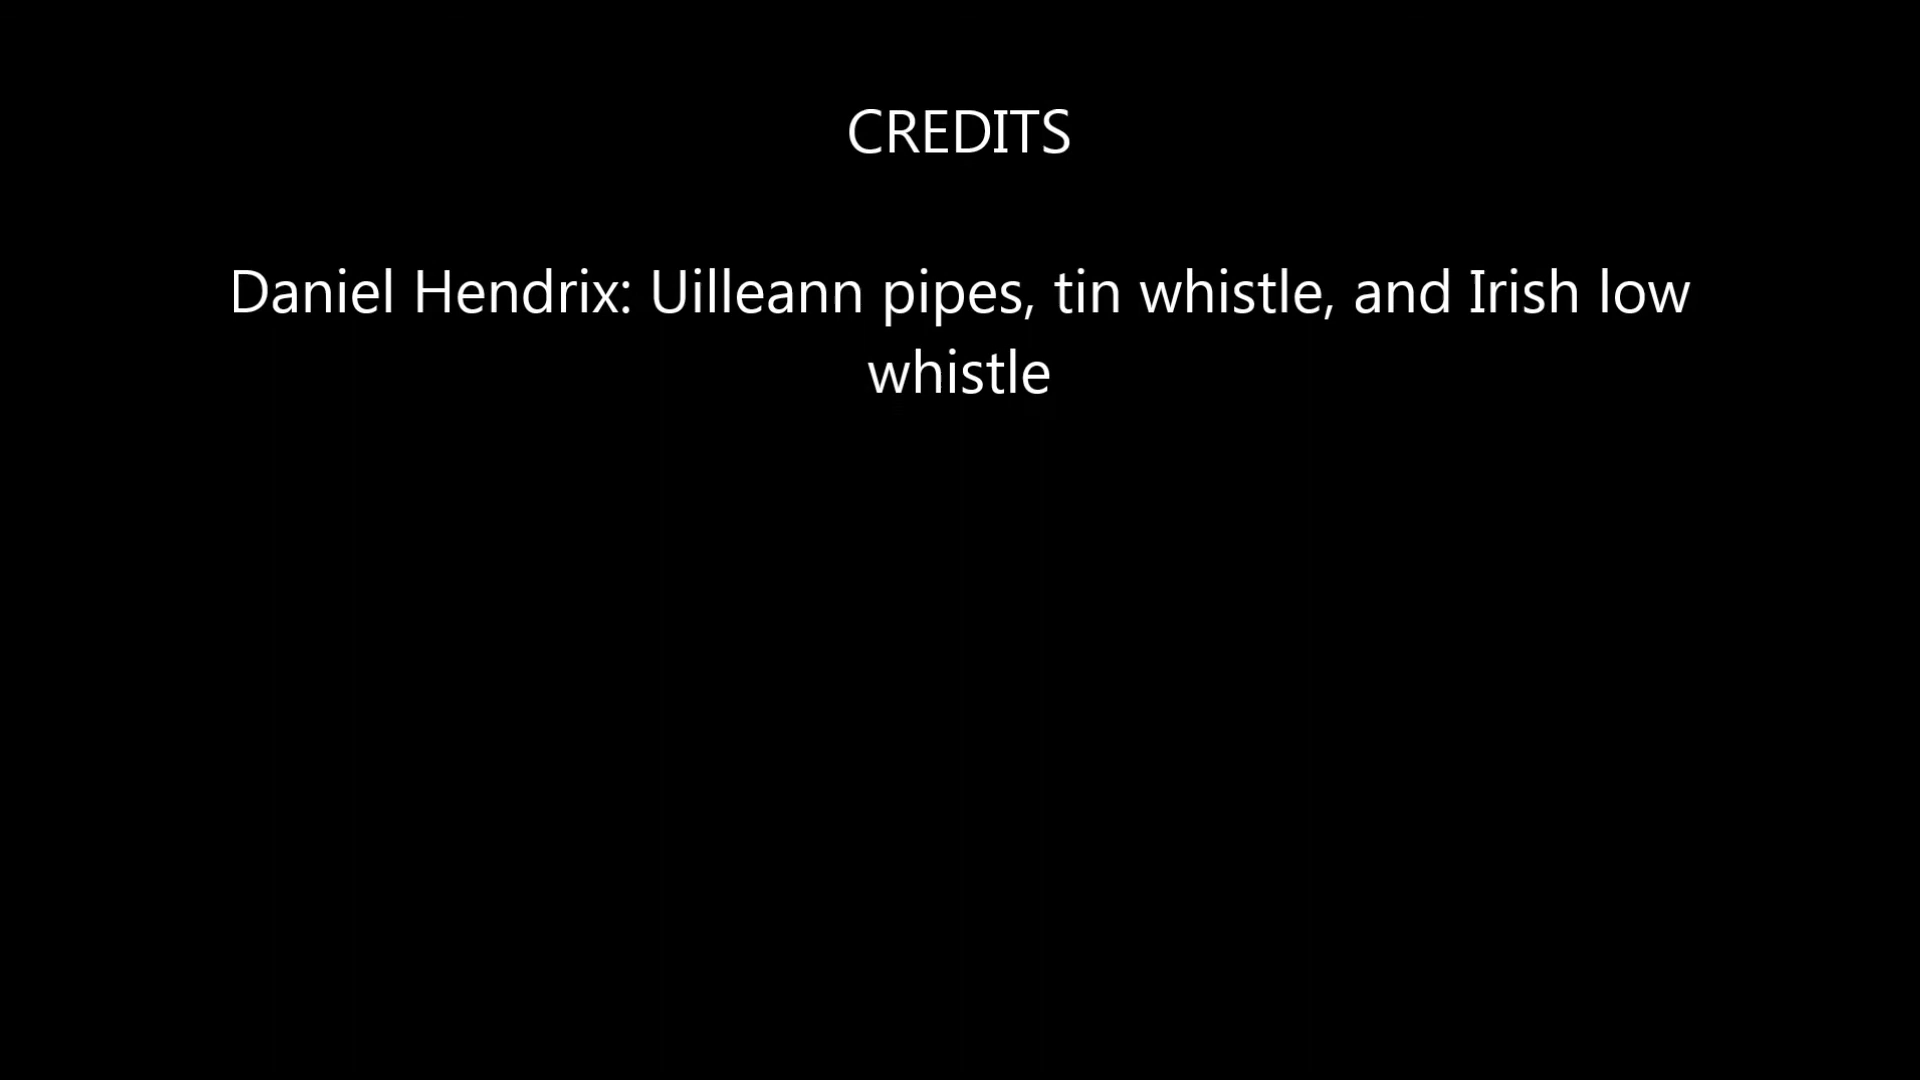 CREDITS
Daniel Hendrix: Uilleann pipes, tin whistle, and Irish low
whistle